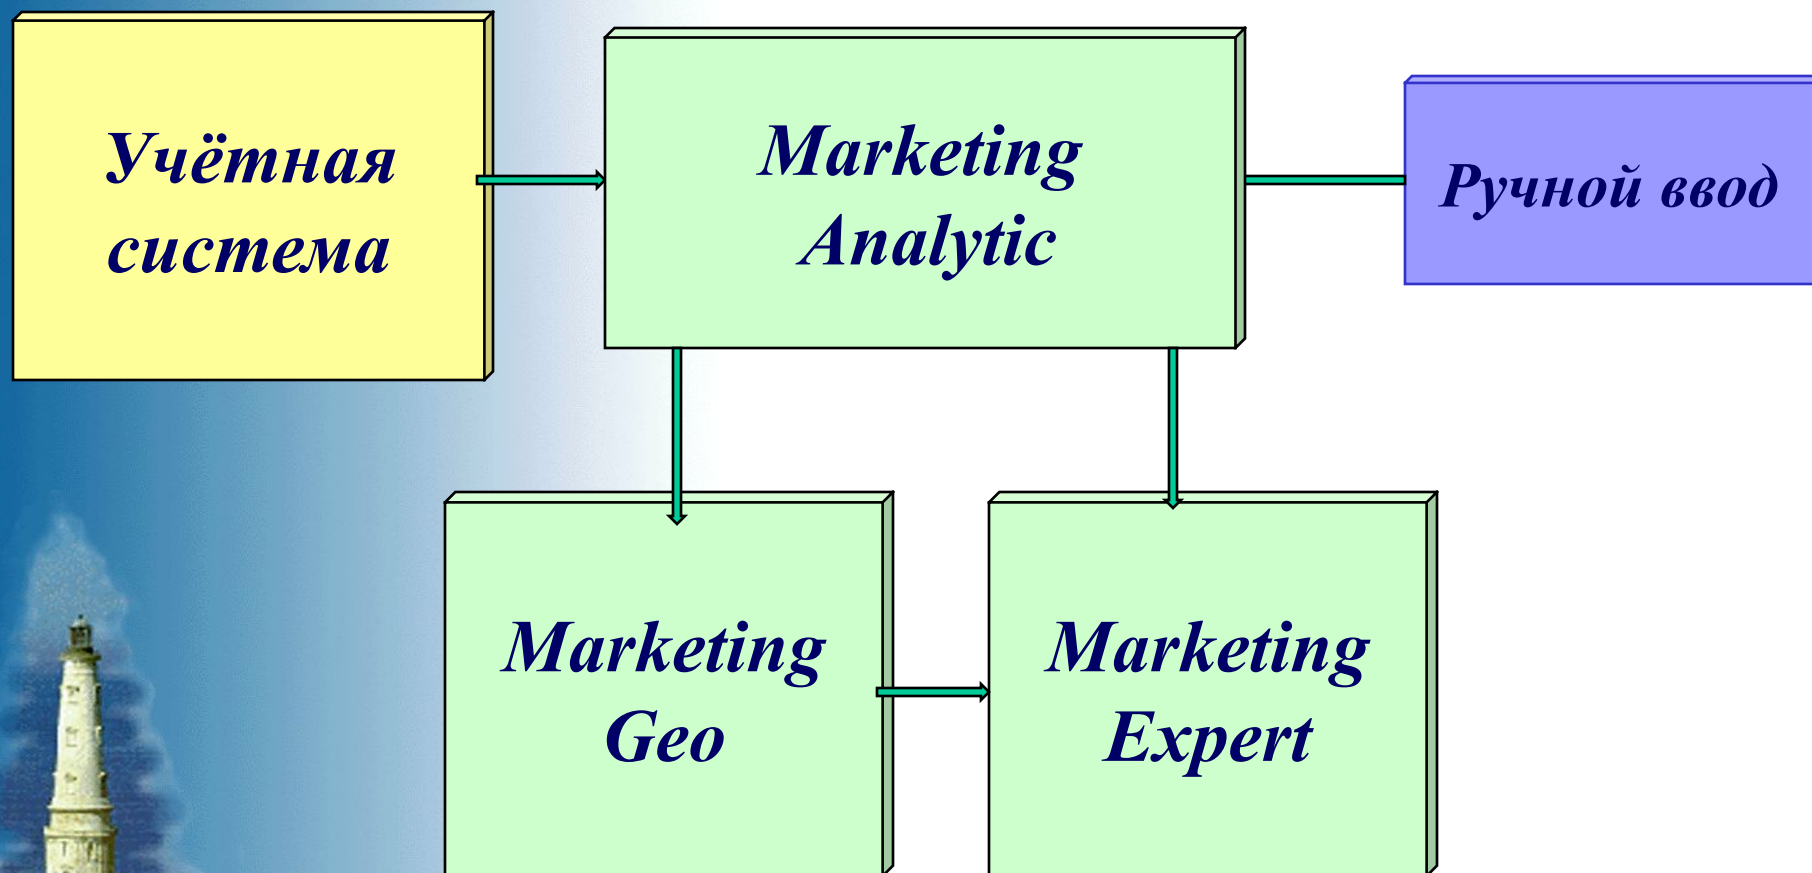 Учётная
система
Marketing
Analytic
Ручной ввод
Marketing
Geo
Marketing
Expert